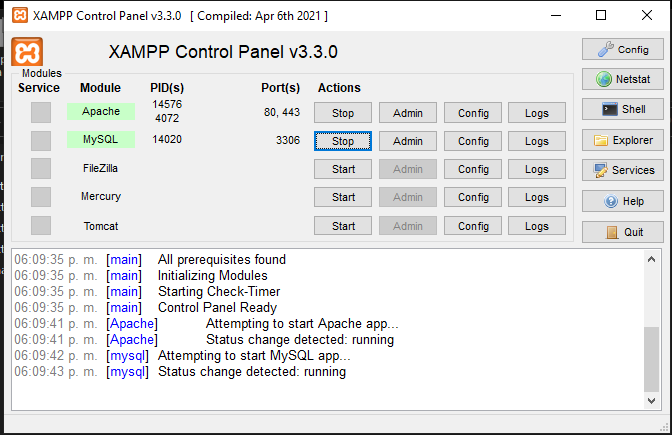 XAMPP Control Panel v3.3.0 [ Compiled: Apr 6th 2021 ]
XAMPP Control Panel v3.3.0
Modules
Service Module PID(s) Port(s) Actions
Apache 14576 4072 80, 443 Stop Admin Config Logs
MySQL 14020 3306 Stop Admin Config Logs
FileZilla Start Admin Config Logs
Mercury Start Admin Config Logs
Tomcat Start Admin Config Logs
Config
Netstat
Shell
Explorer
Services
Help
Quit
06:09:35 p. m. [main] All prerequisites found
06:09:35 p. m. [main] Initializing Modules
06:09:35 p. m. [main] Starting Check-Timer
06:09:35 p. m. [main] Control Panel Ready
06:09:41 p. m. [Apache] Attempting to start Apache app...
06:09:41 p. m. [Apache] Status change detected: running
06:09:42 p. m. [mysql] Attempting to start MySQL app...
06:09:43 p. m. [mysql] Status change detected: running